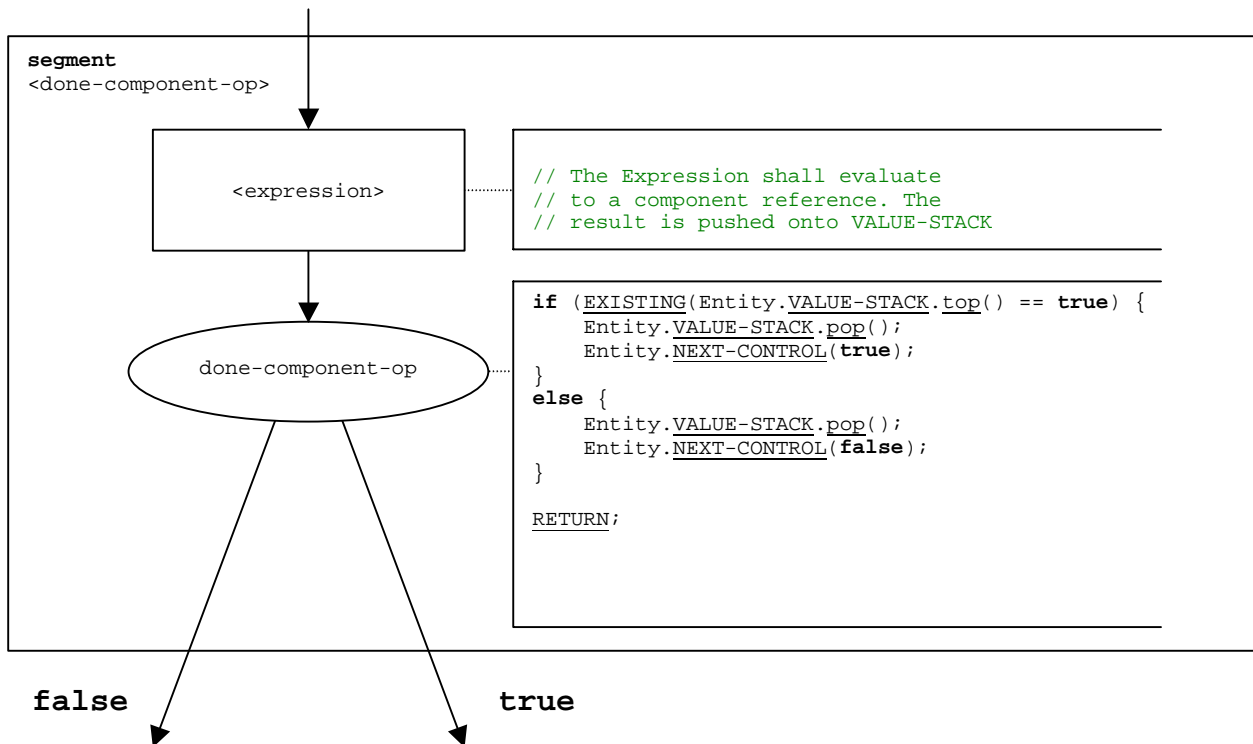 segment
<done-component-op>
<expression>
// The Expression shall evaluate
// to a component reference. The
// result is pushed onto VALUE-STACK
done-component-op
if (EXISTING(Entity.VALUE-STACK.top() == true) {
    Entity.VALUE-STACK.pop();
    Entity.NEXT-CONTROL(true);
}
else {
    Entity.VALUE-STACK.pop();
    Entity.NEXT-CONTROL(false);
}
RETURN;
false
true